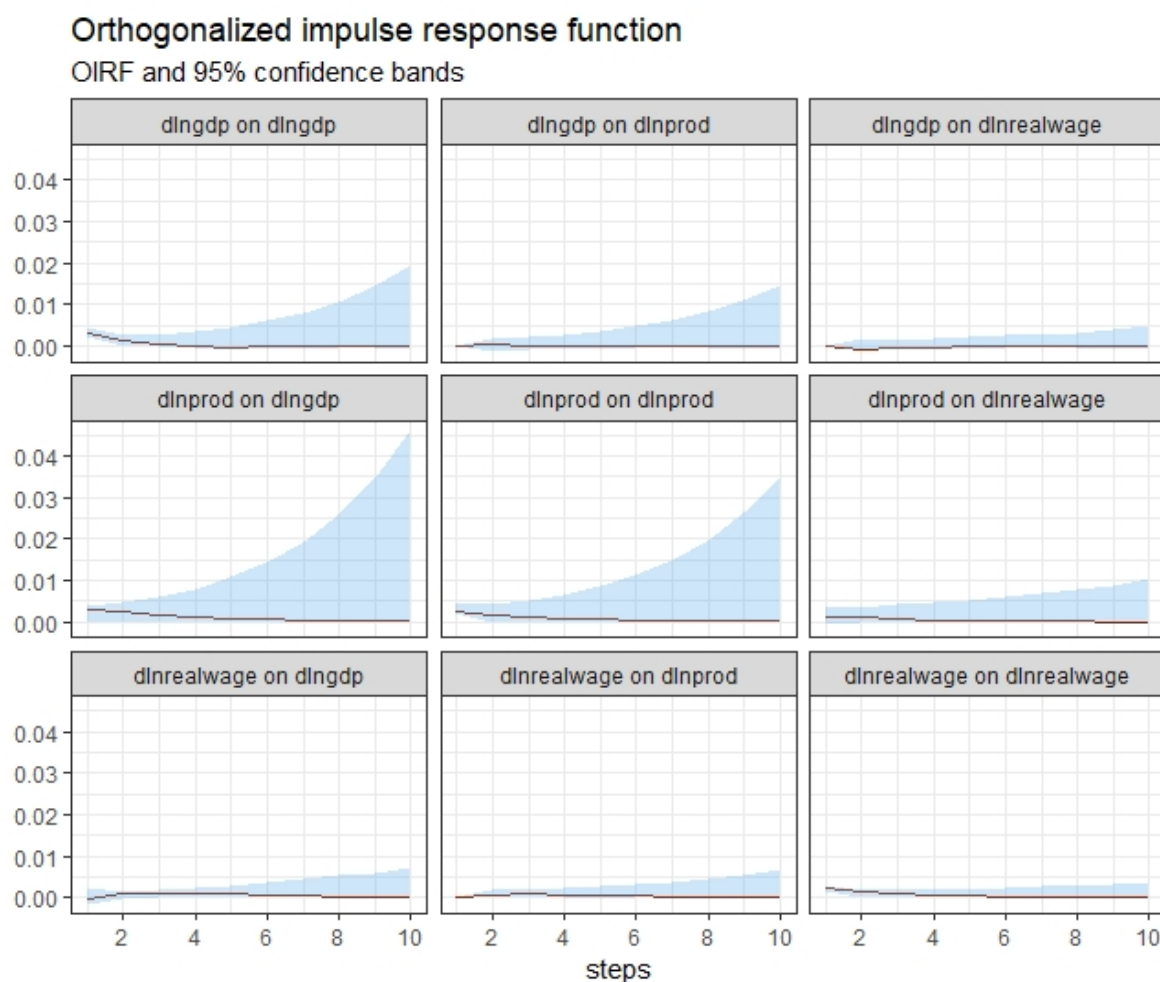 Orthogonalized impulse response function
OIRF and 95% confidence bands
dlngdp on dlngdp
dlngdp on dlnprod
dlngdp on dlnrealwage
0.04
0.03
0.02
0.01
0.00
dlnprod on dlngdp
dlnprod on dlnprod
dlnprod on dlnrealwage
0.04
0.03
0.02
0.01
0.00
dlnrealwage on dlngdp
dlnrealwage on dlnprod
dlnrealwage on dlnrealwage
0.04
0.03
0.02
0.01
0.00
2 4 6 8 10 2 4 6 8 10 2 4 6 8 10
steps